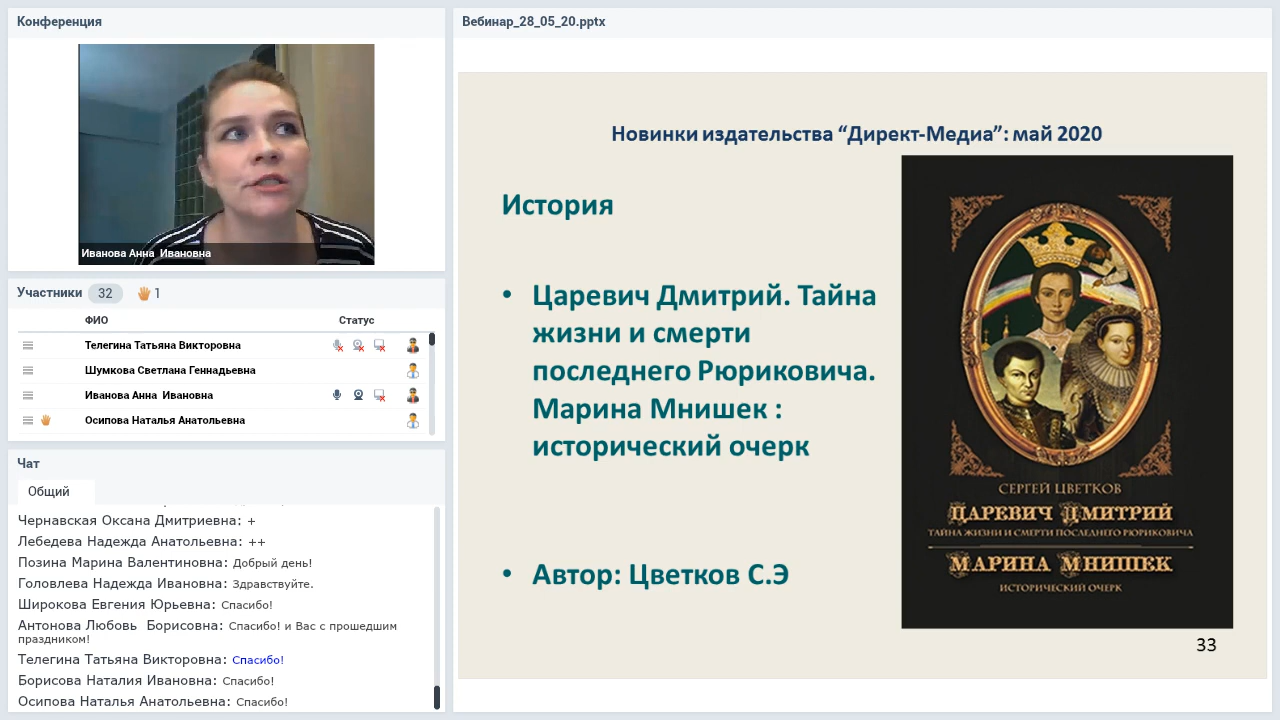 Конференция
Иванова Анна  Ивановна
Участники 32 1
ФИО Статус
Телегина Татьяна Викторовна
Шумкова Светлана Геннадьевна
Иванова Анна  Ивановна
Осипова Наталья Анатольевна
Чат
Общий
Чернавская Оксана Дмитриевна: +
Лебедева Надежда Анатольевна: ++
Позина Марина Валентиновна: Добрый день!
Головлева Надежда Ивановна: Здравствуйте.
Широкова Евгения Юрьевна: Спасибо!
Антонова Любовь  Борисовна: Спасибо! и Вас с прошедшим
праздником!
Телегина Татьяна Викторовна: Спасибо!
Борисова Наталия Ивановна: Спасибо!
Осипова Наталья Анатольевна: Спасибо!
Вебинар_28_05_20.pptx
Новинки издательства “Директ-Медиа”: май 2020
История
• Царевич Дмитрий. Тайна
жизни и смерти
последнего Рюриковича.
Марина Мнишек :
исторический очерк
• Автор: Цветков С.Э
СЕРГЕЙ ЦВЕТКОВ
ЦАРЕВИЧ ДМИТРИЙ
ТАЙНА ЖИЗНИ И СМЕРТИ ПОСЛЕДНЕГО РЮРИКОВИЧА
МАРИНА МНИШЕК
ИСТОРИЧЕСКИЙ ОЧЕРК
33